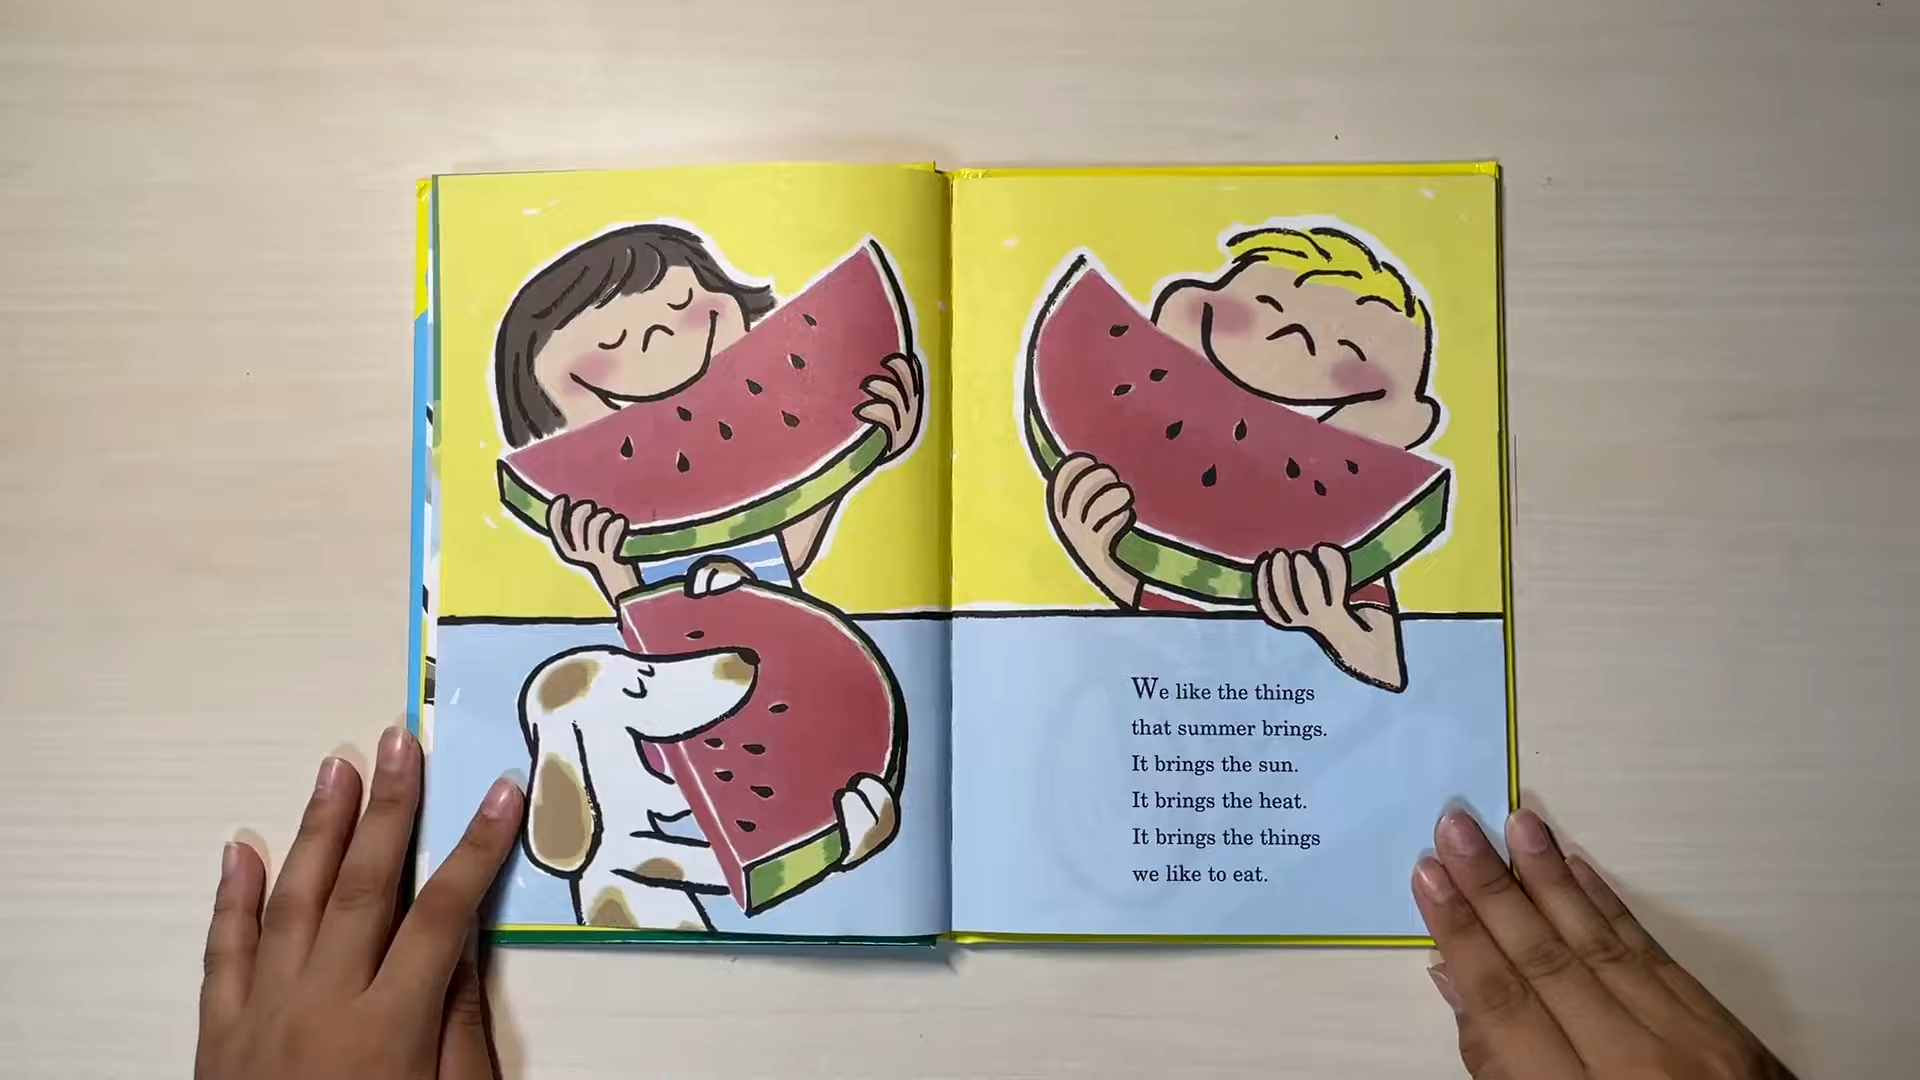 We like the things
that summer brings.
It brings the sun.
It brings the heat.
It brings the things
we like to eat.